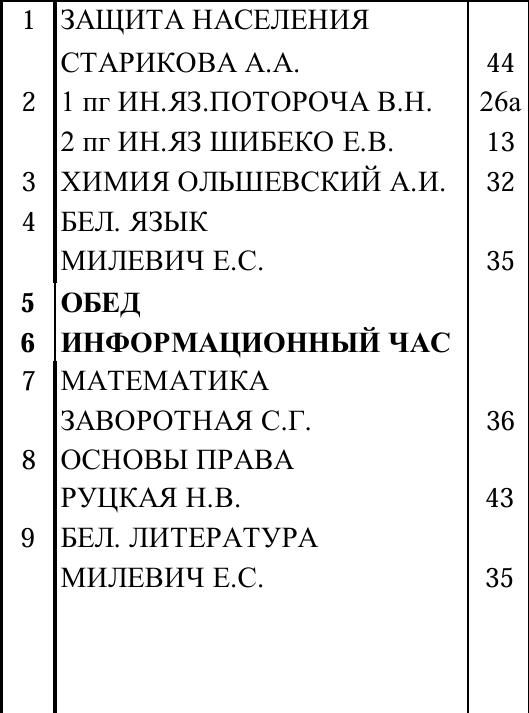 1 ЗАЩИТА НАСЕЛЕНИЯ
СТАРИКОВА А.А. 44
2 1 пг ИН.ЯЗ.ПОТОРОЧА В.Н. 26а
2 пг ИН.ЯЗ ШИБЕКО Е.В. 13
3 ХИМИЯ ОЛЬШЕВСКИЙ А.И. 32
4 БЕЛ. ЯЗЫК
МИЛЕВИЧ Е.С. 35
5 ОБЕД
6 ИНФОРМАЦИОННЫЙ ЧАС
7 МАТЕМАТИКА
ЗАВОРОТНАЯ С.Г. 36
8 ОСНОВЫ ПРАВА
РУЦКАЯ Н.В. 43
9 БЕЛ. ЛИТЕРАТУРА
МИЛЕВИЧ Е.С. 35